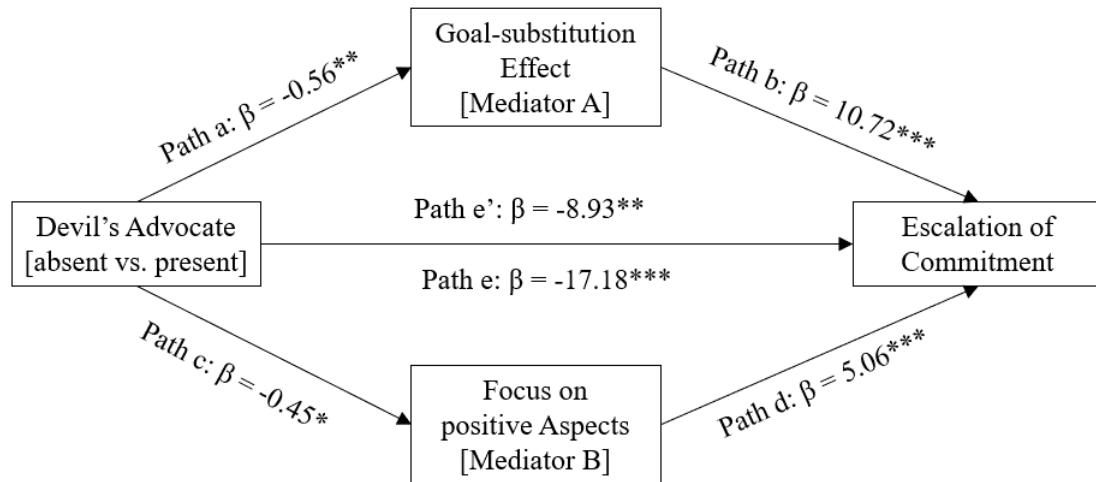 Goal-substitution
Effect
[Mediator A]
Path a: β = -0.56**
Path b: β = 10.72***
Devil’s Advocate
[absent vs. present]
Path e’: β = -8.93**
Path e: β = -17.18***
Escalation of
Commitment
Path c: β = -0.45*
Path d: β = 5.06***
Focus on
positive Aspects
[Mediator B]